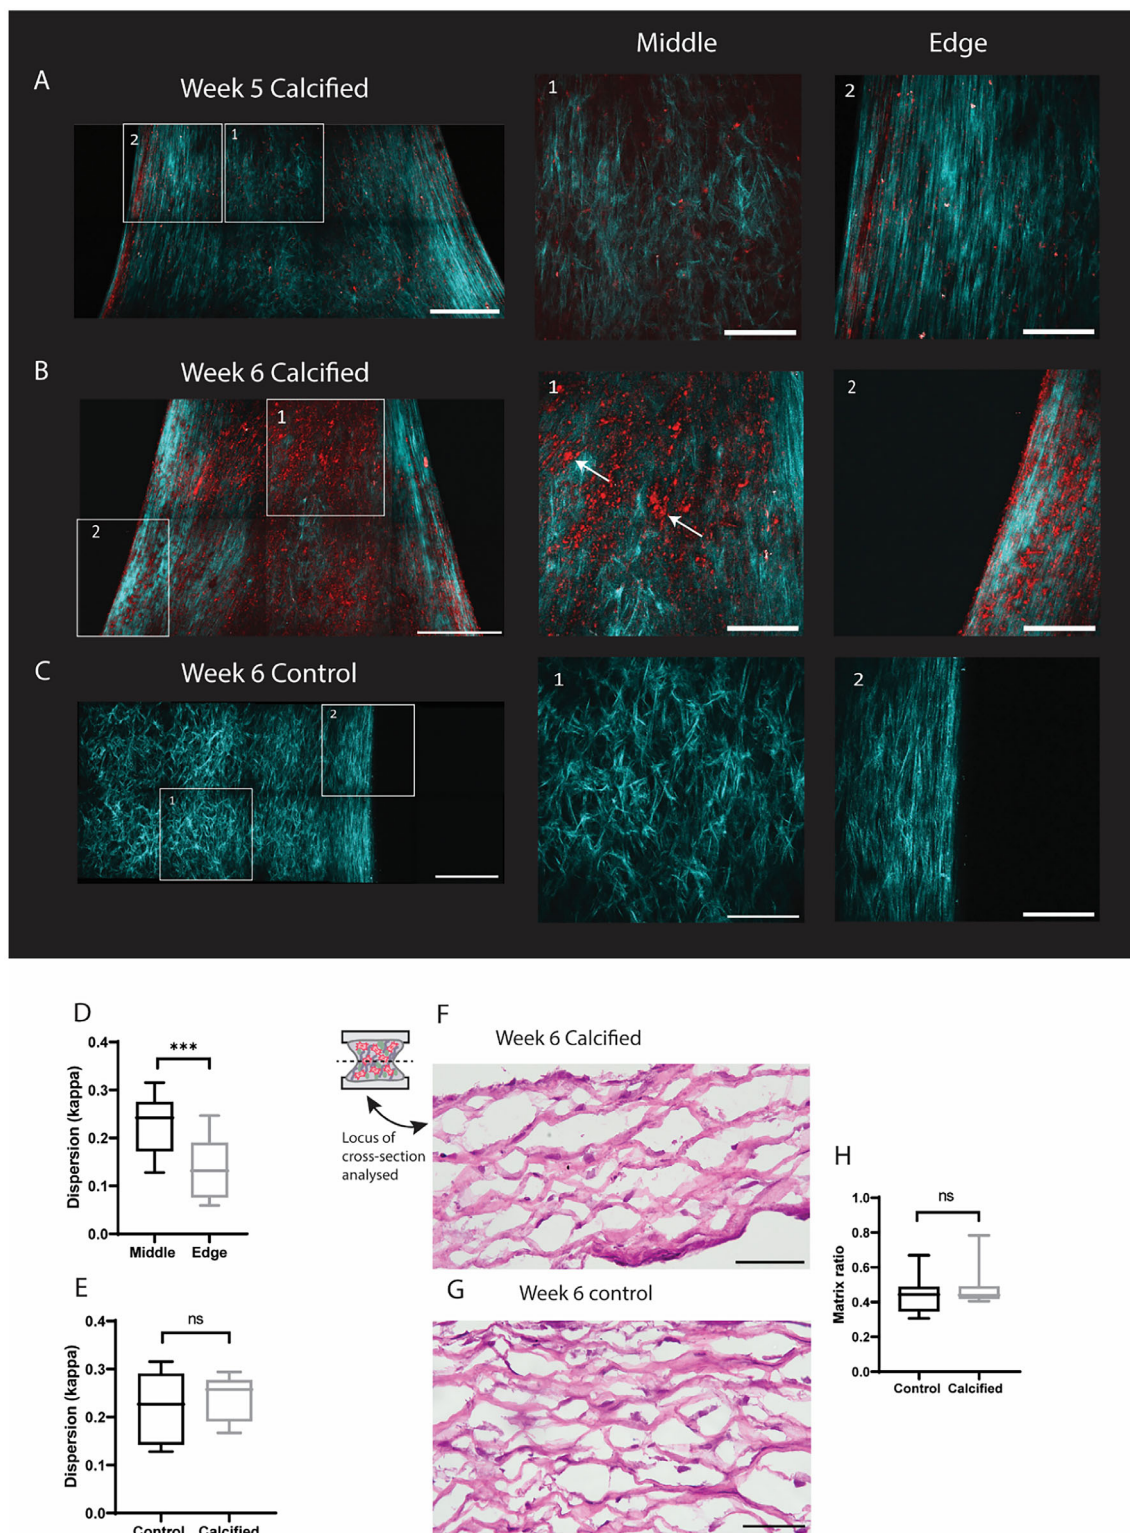 Middle
Edge
A
Week 5 Calcified
2
1
1
2
B
Week 6 Calcified
1
2
1
2
C
Week 6 Control
2
1
1
2
D
0.4
0.3
0.2
0.1
0.0
Dispersion (kappa)
***
Middle Edge
Locus of
cross-section
analysed
F
Week 6 Calcified
E
0.4
0.3
0.2
0.1
0.0
Dispersion (kappa)
ns
Control Calcified
G
Week 6 control
H
1.0
0.8
0.6
0.4
0.2
0.0
Matrix ratio
ns
Control Calcified